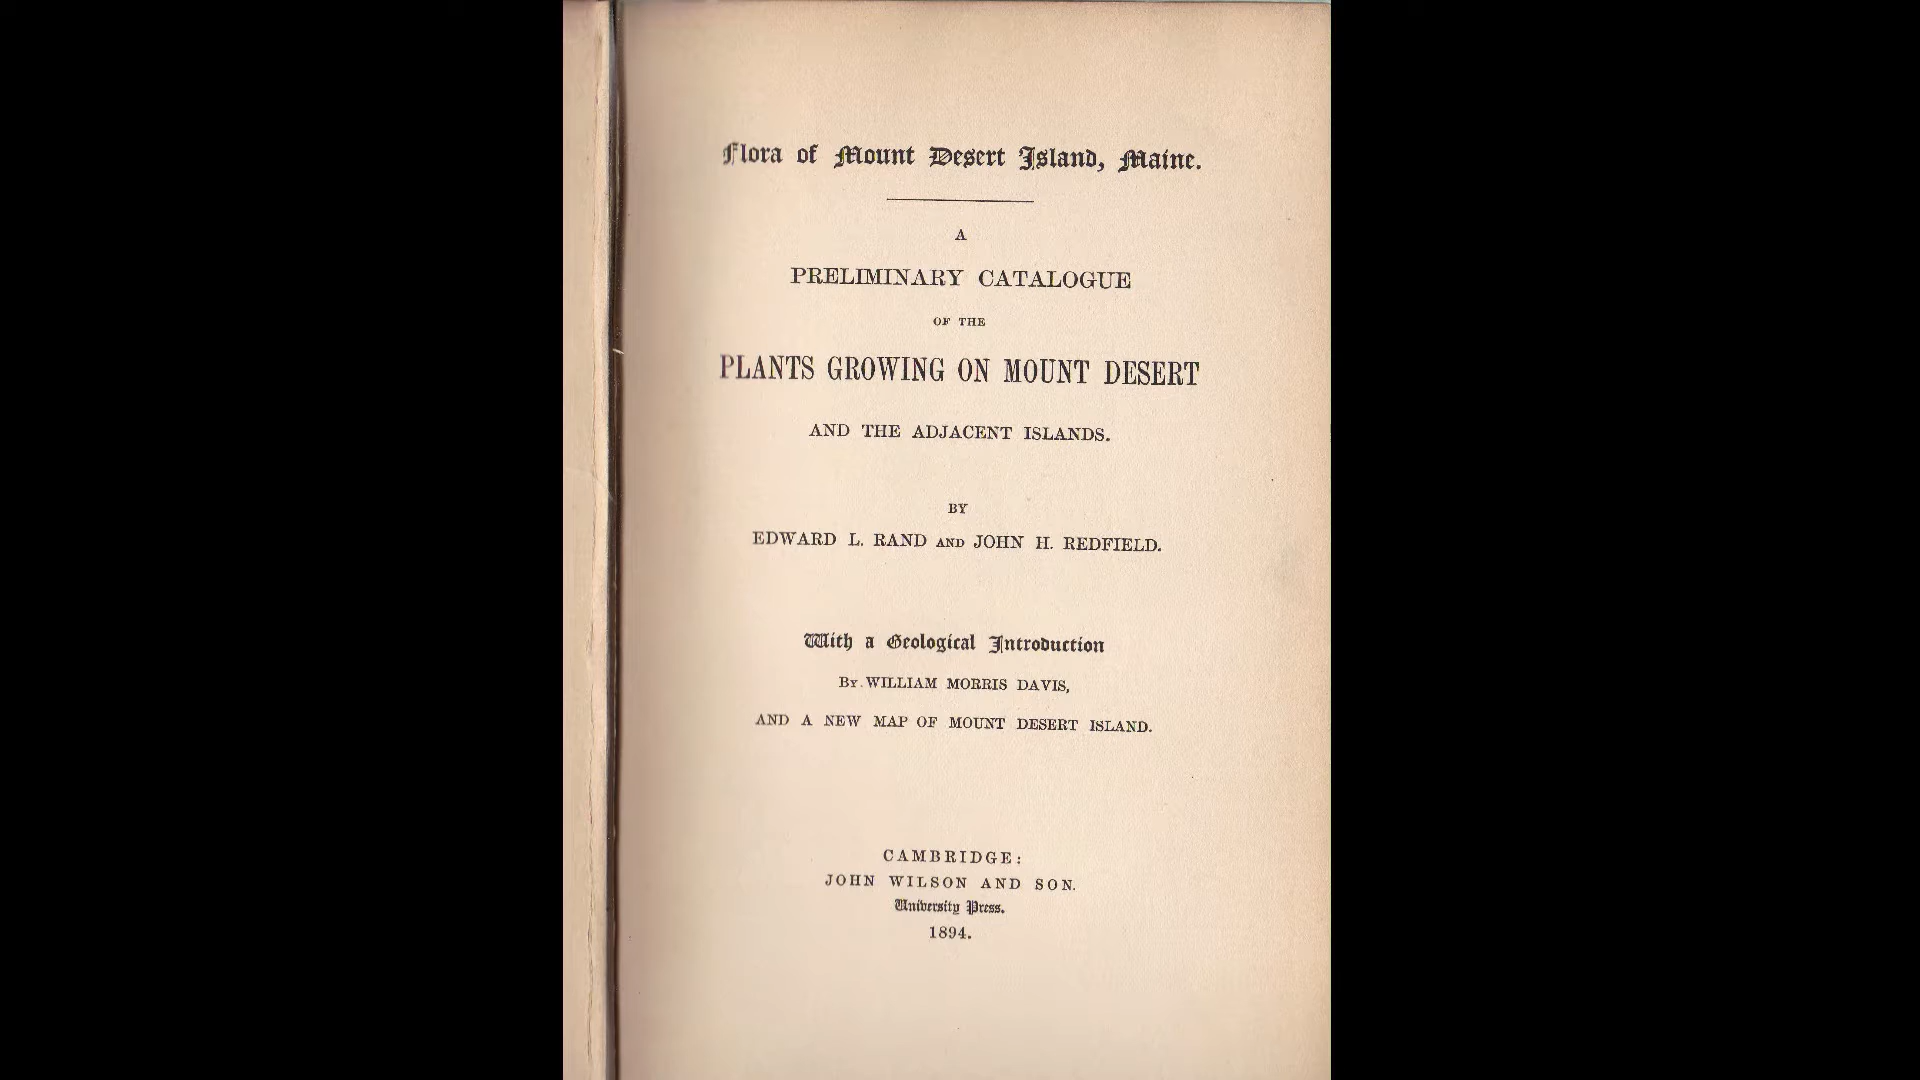 Flora of Mount Desert Island, Maine.
A
PRELIMINARY CATALOGUE
OF THE
PLANTS GROWING ON MOUNT DESERT
AND THE ADJACENT ISLANDS.
BY
EDWARD L. RAND AND JOHN H. REDFIELD.
With a Geological Introduction
BY WILLIAM MORRIS DAVIS,
AND A NEW MAP OF MOUNT DESERT ISLAND.
CAMBRIDGE:
JOHN WILSON AND SON.
University Press.
1894.